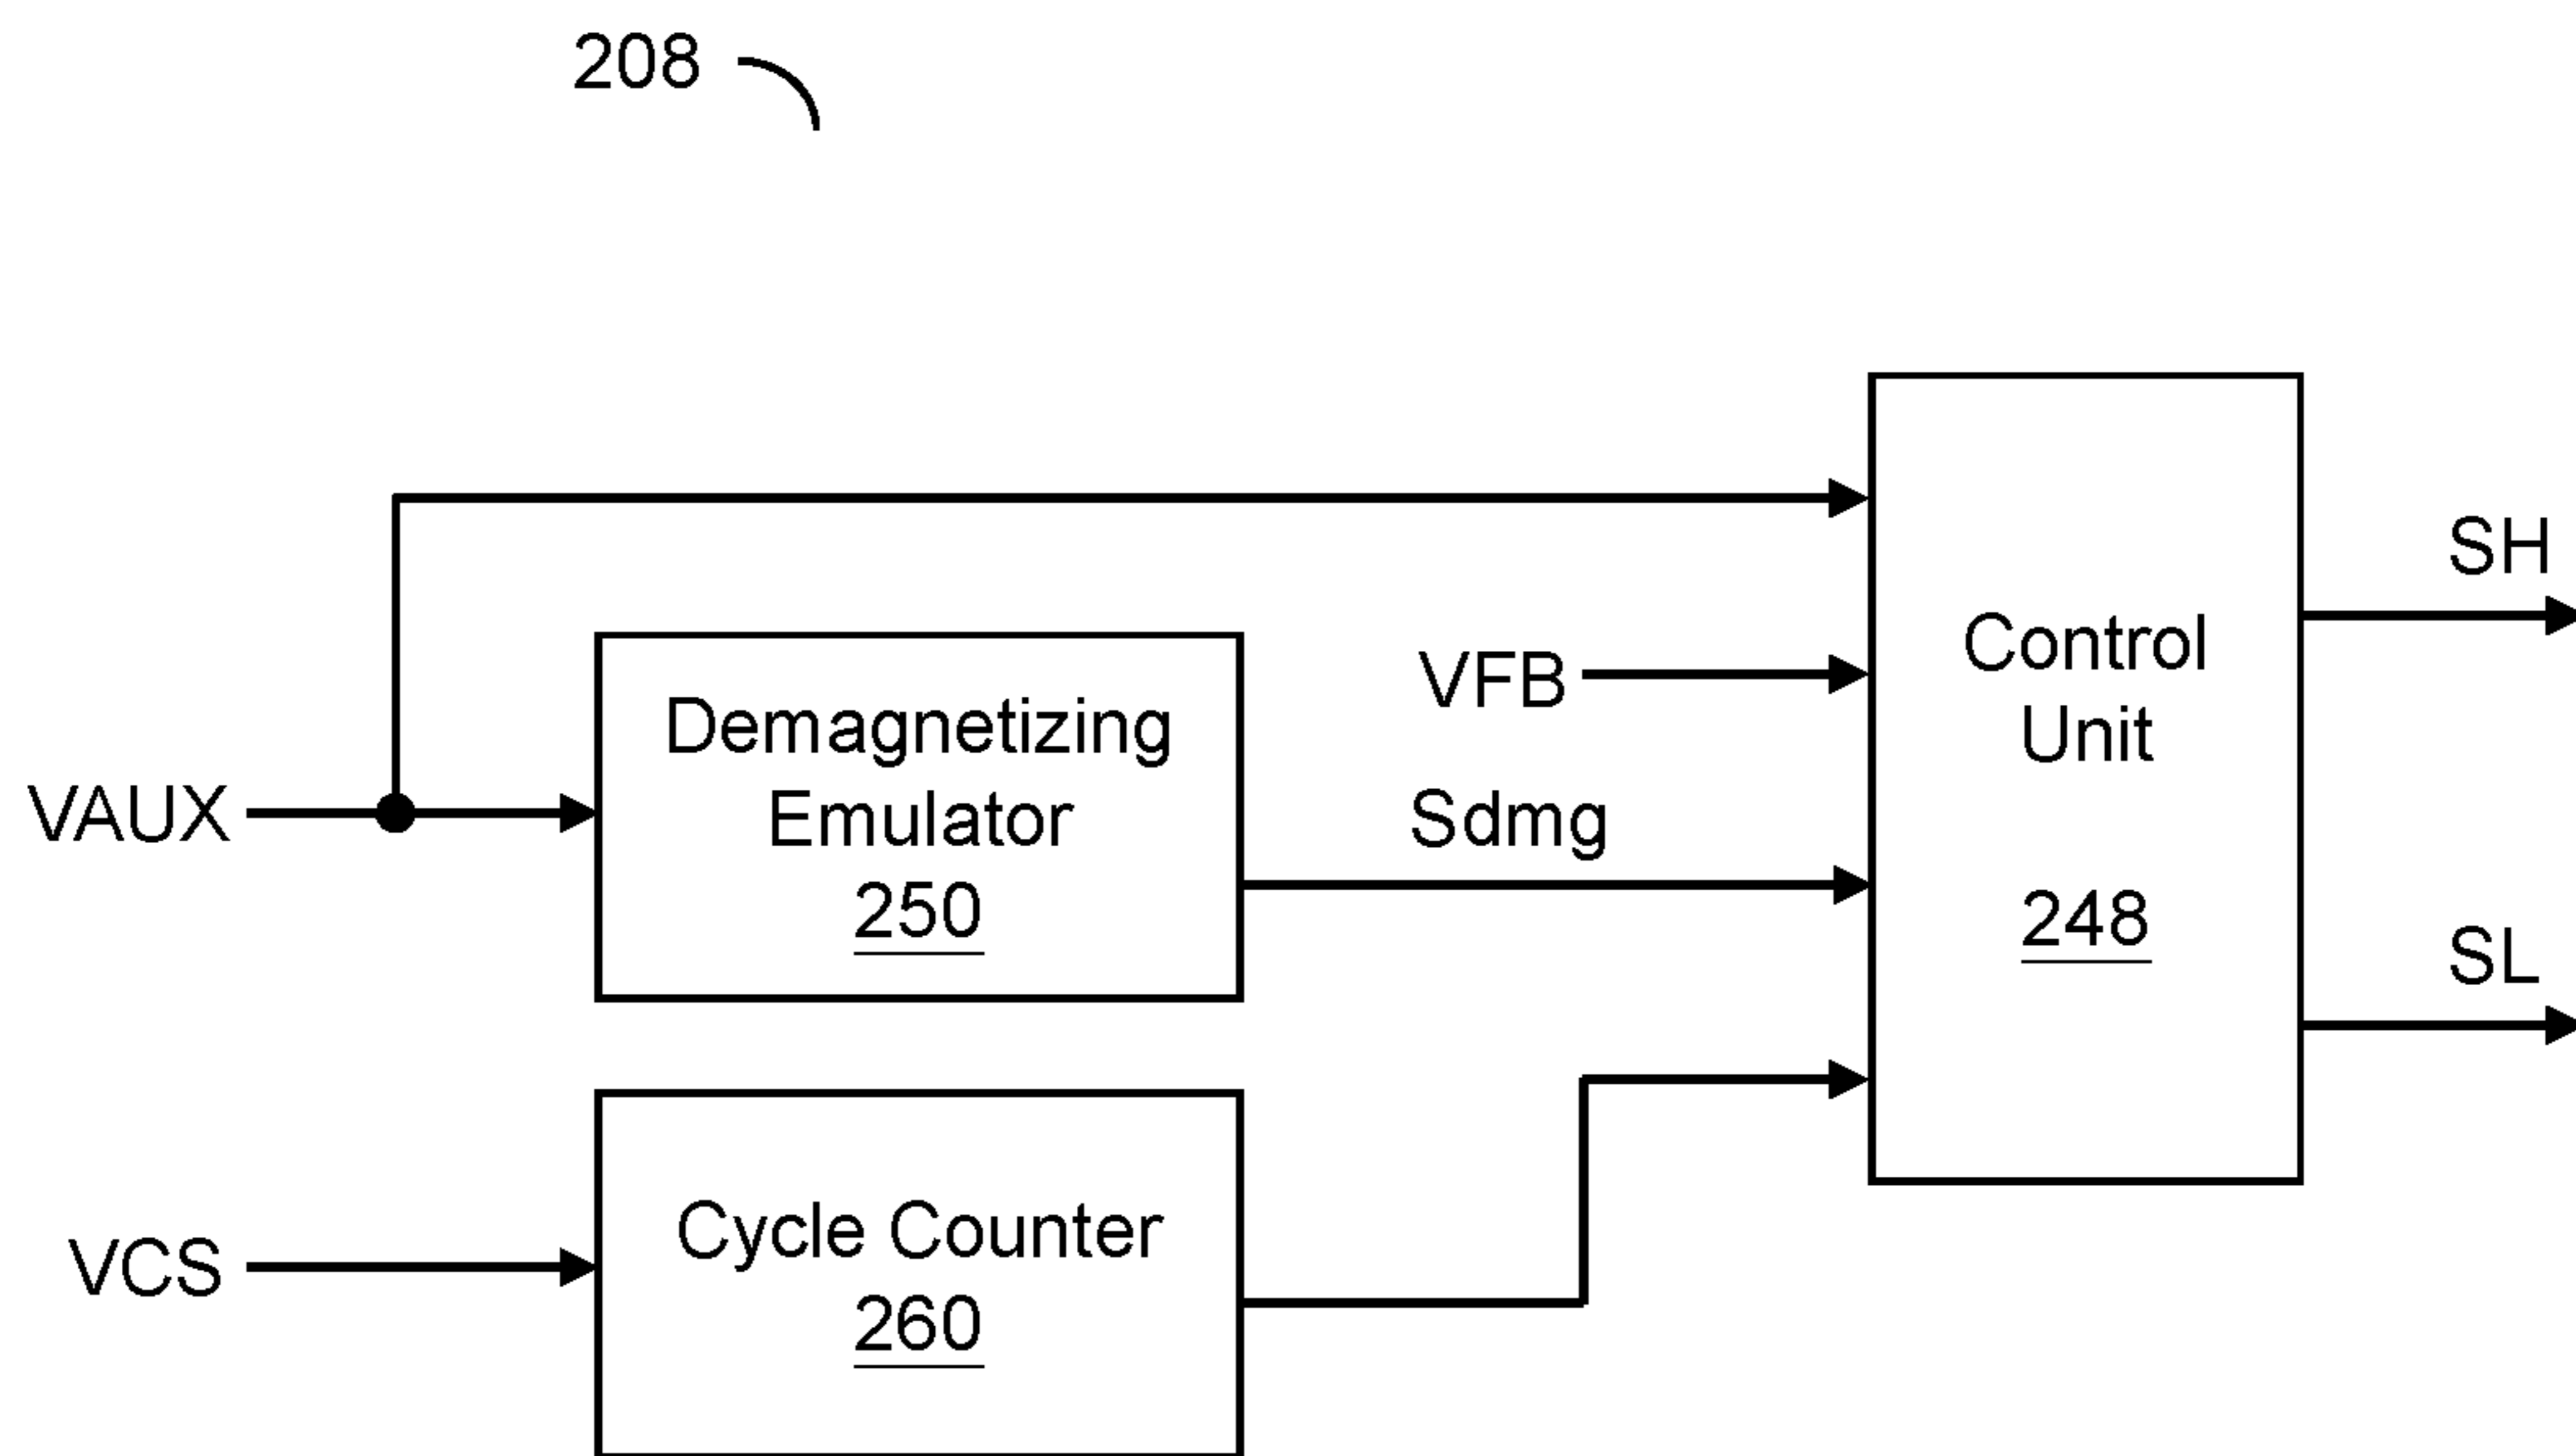 208
VAUX
Demagnetizing
Emulator
250
VFB
Sdmg
VCS
Cycle Counter
260
Control
Unit
248
SH
SL